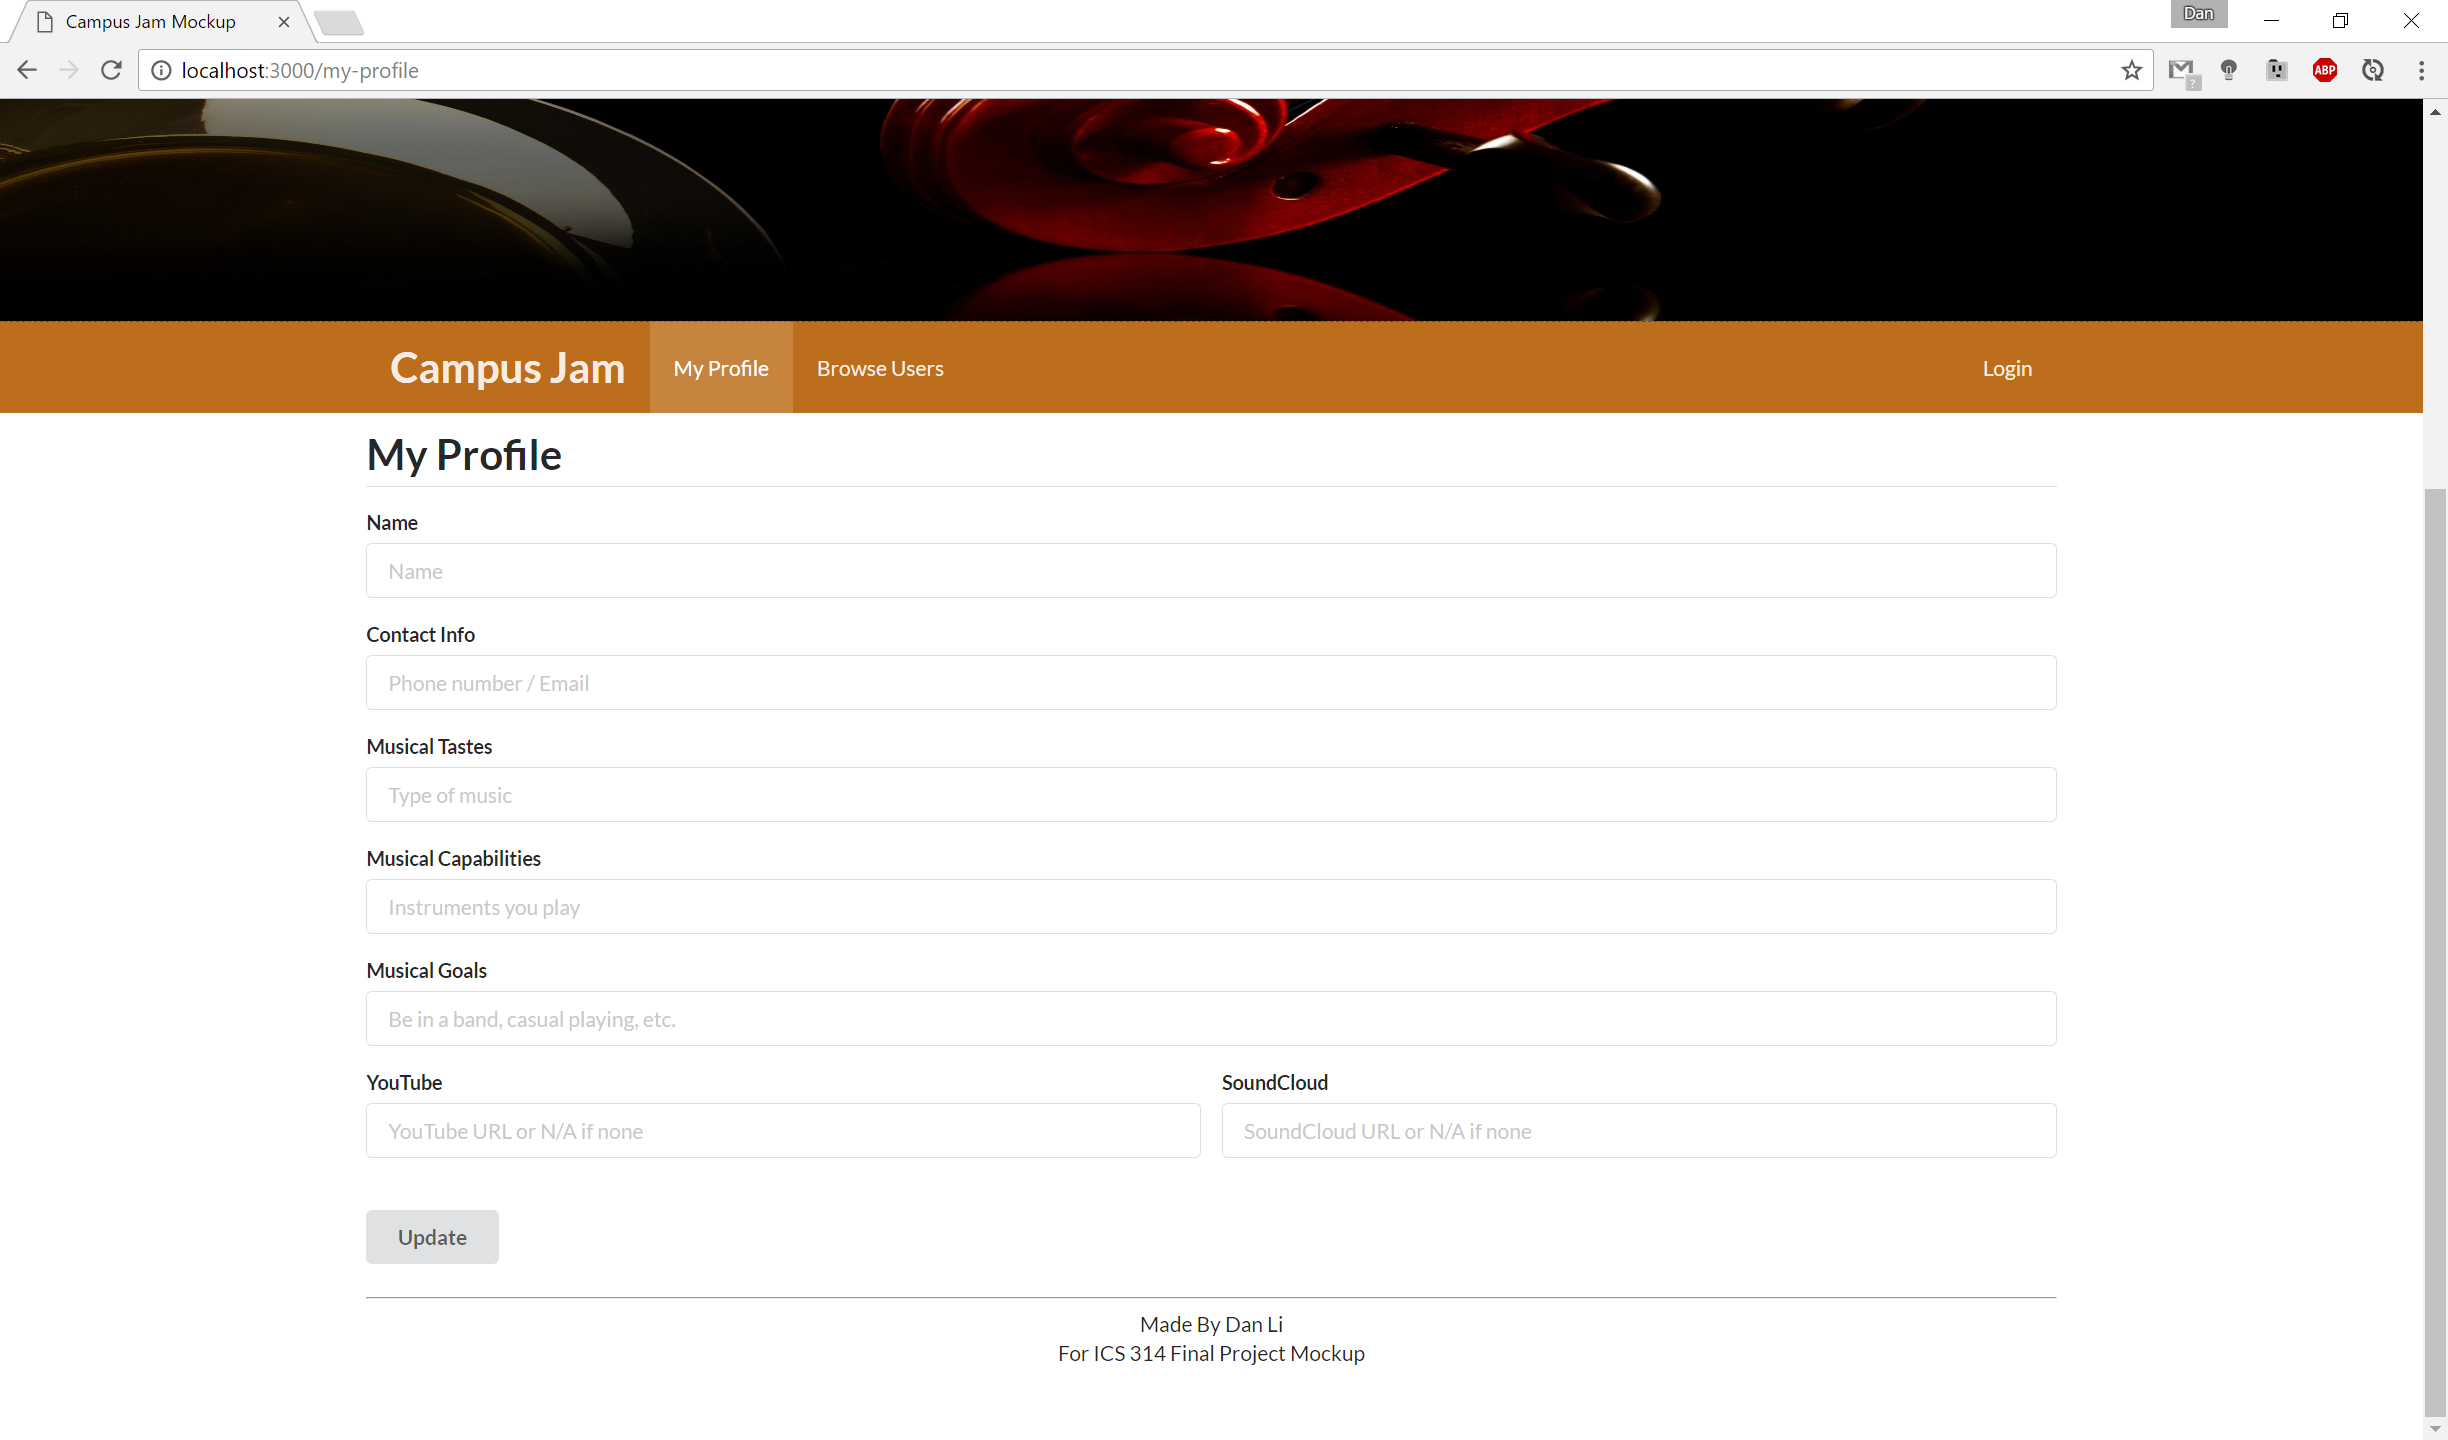 Campus Jam Mockup
Dan
localhost:3000/my-profile
?
ABP
Campus Jam
My Profile
Browse Users
Login
My Profile
Name
Name
Contact Info
Phone number / Email
Musical Tastes
Type of music
Musical Capabilities
Instruments you play
Musical Goals
Be in a band, casual playing, etc.
YouTube
SoundCloud
YouTube URL or N/A if none
SoundCloud URL or N/A if none
Update
Made By Dan Li
For ICS 314 Final Project Mockup